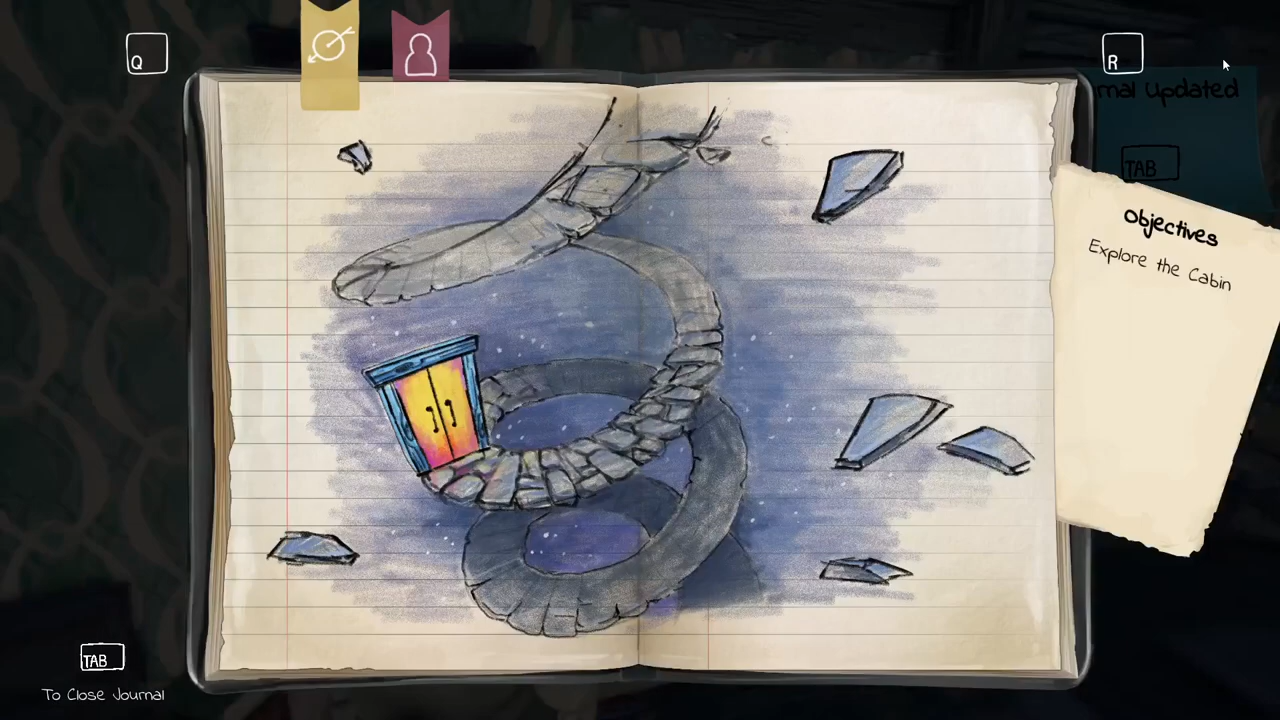 Q
R
rnal Updated
TAB
Objectives
Explore the Cabin
TAB
To Close Journal